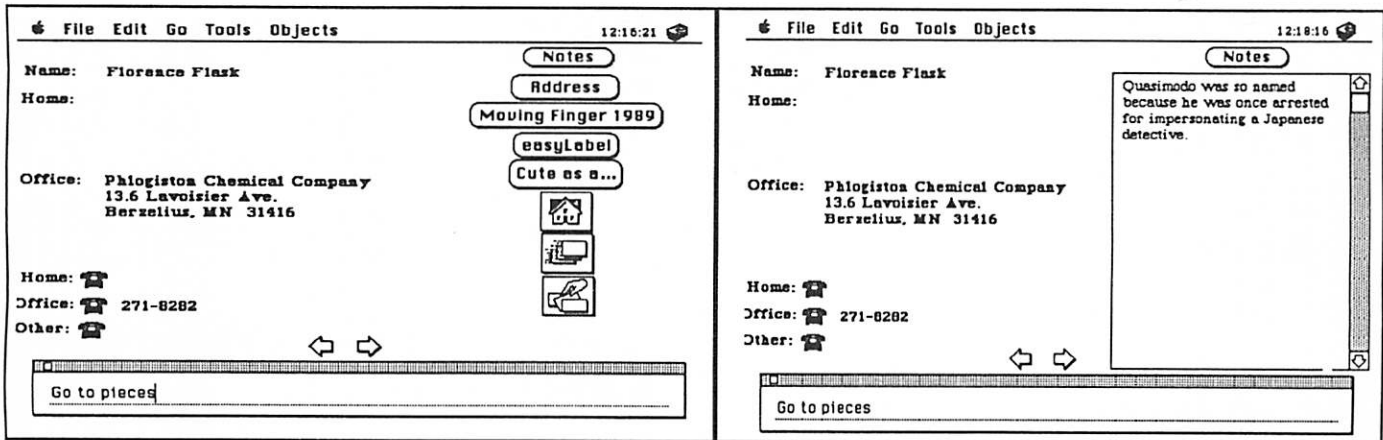 File Edit Go Tools Objects 12:16:21
Notes
Name: Florence Flask
Address
Home:
Moving Finger 1989
easyLabel
Office: Phlogiston Chemical Company
Cute as a...
13.6 Lavoisier Ave.
Berzelius, MN 31416
Home:
Office: 271-8282
Other:
Go to pieces
File Edit Go Tools Objects 12:18:16
Notes
Name: Florence Flask
Home:
Quasimodo was so named
because he was once arrested
for impersonating a Japanese
detective.
Office: Phlogiston Chemical Company
13.6 Lavoisier Ave.
Berzelius, MN 31416
Home:
Office: 271-8282
Other:
Go to pieces